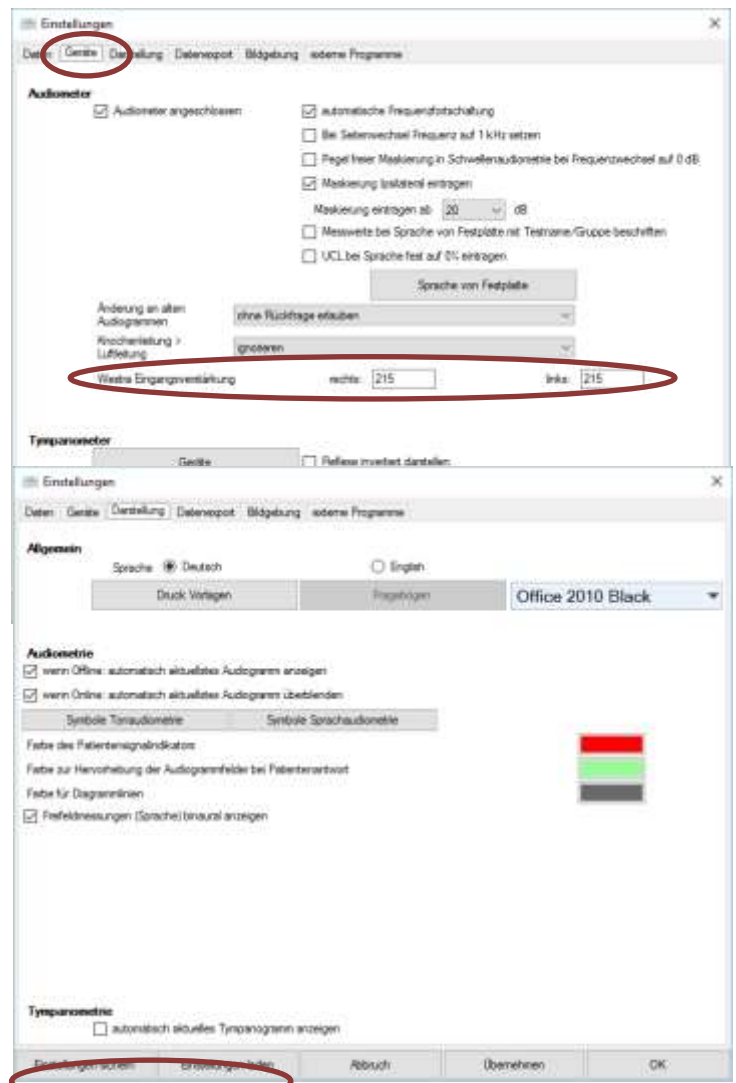 Einstellungen
Daten Geräte Darstellung Datenexport Bildgebung externe Programme
Audiometer
Audiometer angeschlossen automatische Frequenzfortschaltung
Bei Seitenwechsel Frequenz auf 1 kHz setzen
Pegel freier Maskierung in Schwellenaudiometrie bei Frequenzwechsel auf 0 dB
Maskierung ipsilateral eintragen
Maskierung eintragen ab 20 dB
Messwerte bei Sprache von Festplatte mit Testname/Gruppe beschriften
UCL bei Sprache fest auf 0% eintragen
Sprache von Festplatte
Änderung an alten Audiogrammen ohne Rückfrage erlauben
Knochenleitung > Luftleitung ignorieren
Westra Eingangsverstärkung rechts: 215 links: 215
Tympanometer
Geräte Reflexe invertiert darstellen
Einstellungen
Daten Geräte Darstellung Datenexport Bildgebung externe Programme
Allgemein
Sprache Deutsch English
Druck Vorlagen Fragebögen Office 2010 Black
Audiometrie
wenn Offline: automatisch aktuellstes Audiogramm anzeigen
wenn Online: automatisch aktuellstes Audiogramm überblenden
Symbole Tonaudiometrie Symbole Sprachaudiometrie
Farbe des Patientensignalindikators
Farbe zur Hervorhebung der Audiogrammfelder bei Patientenantwort
Farbe für Diagrammlinien
Freifeldmessungen (Sprache) binaural anzeigen
Tympanometrie
automatisch aktuelles Tympanogramm anzeigen
Einstellungen sichern Einstellungen laden Abbruch Übernehmen OK